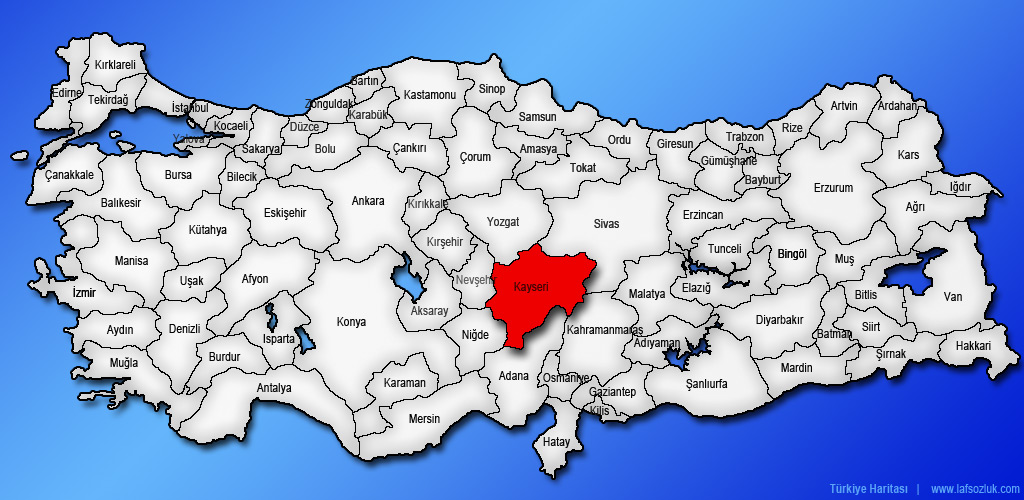 Kırklareli
Edirne
Tekirdağ
İstanbul
Yalova
Kocaeli
Sakarya
Düzce
Zonguldak
Bartın
Karabük
Kastamonu
Sinop
Samsun
Bolu
Çankırı
Çorum
Amasya
Tokat
Ordu
Giresun
Trabzon
Gümüşhane
Bayburt
Rize
Artvin
Ardahan
Kars
Iğdır
Ağrı
Erzurum
Erzincan
Çanakkale
Balıkesir
Bursa
Bilecik
Kütahya
Eskişehir
Ankara
Kırıkkale
Kırşehir
Yozgat
Sivas
Tunceli
Bingöl
Muş
Elazığ
Malatya
Manisa
Uşak
Afyon
İzmir
Aydın
Denizli
Muğla
Burdur
Isparta
Antalya
Konya
Aksaray
Nevşehi
Kayseri
Niğde
Karaman
Mersin
Adana
Kahramanmaraş
Osmaniye
Gaziantep
Kilis
Hatay
Adıyaman
Şanlıurfa
Diyarbakır
Mardin
Batman
Bitlis
Siirt
Şırnak
Van
Hakkari
Türkiye Haritası | www.lafsozluk.com